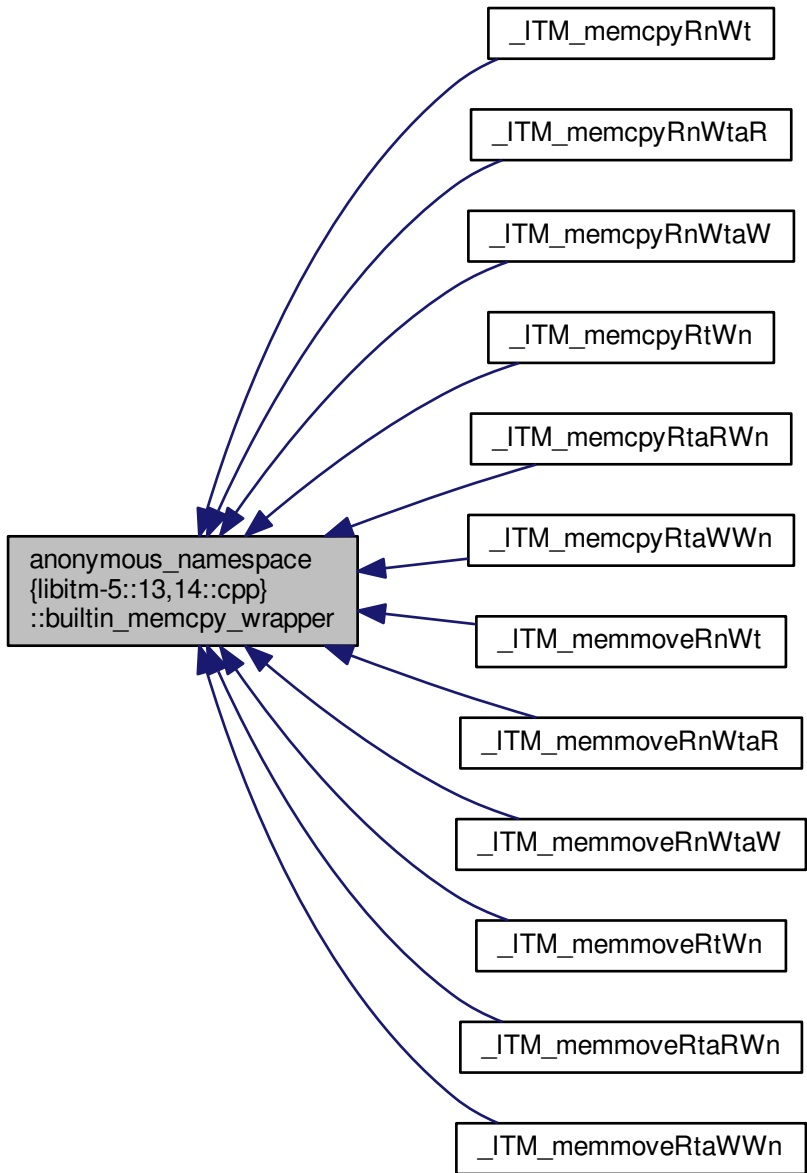 _ITM_memcpyRnWt
_ITM_memcpyRnWtaR
_ITM_memcpyRnWtaW
_ITM_memcpyRtWn
_ITM_memcpyRtaRWn
_ITM_memcpyRtaWWn
anonymous_namespace
{libitm-5::13,14::cpp}
::builtin_memcpy_wrapper
_ITM_memmoveRnWt
_ITM_memmoveRnWtaR
_ITM_memmoveRnWtaW
_ITM_memmoveRtWn
_ITM_memmoveRtaRWn
_ITM_memmoveRtaWWn